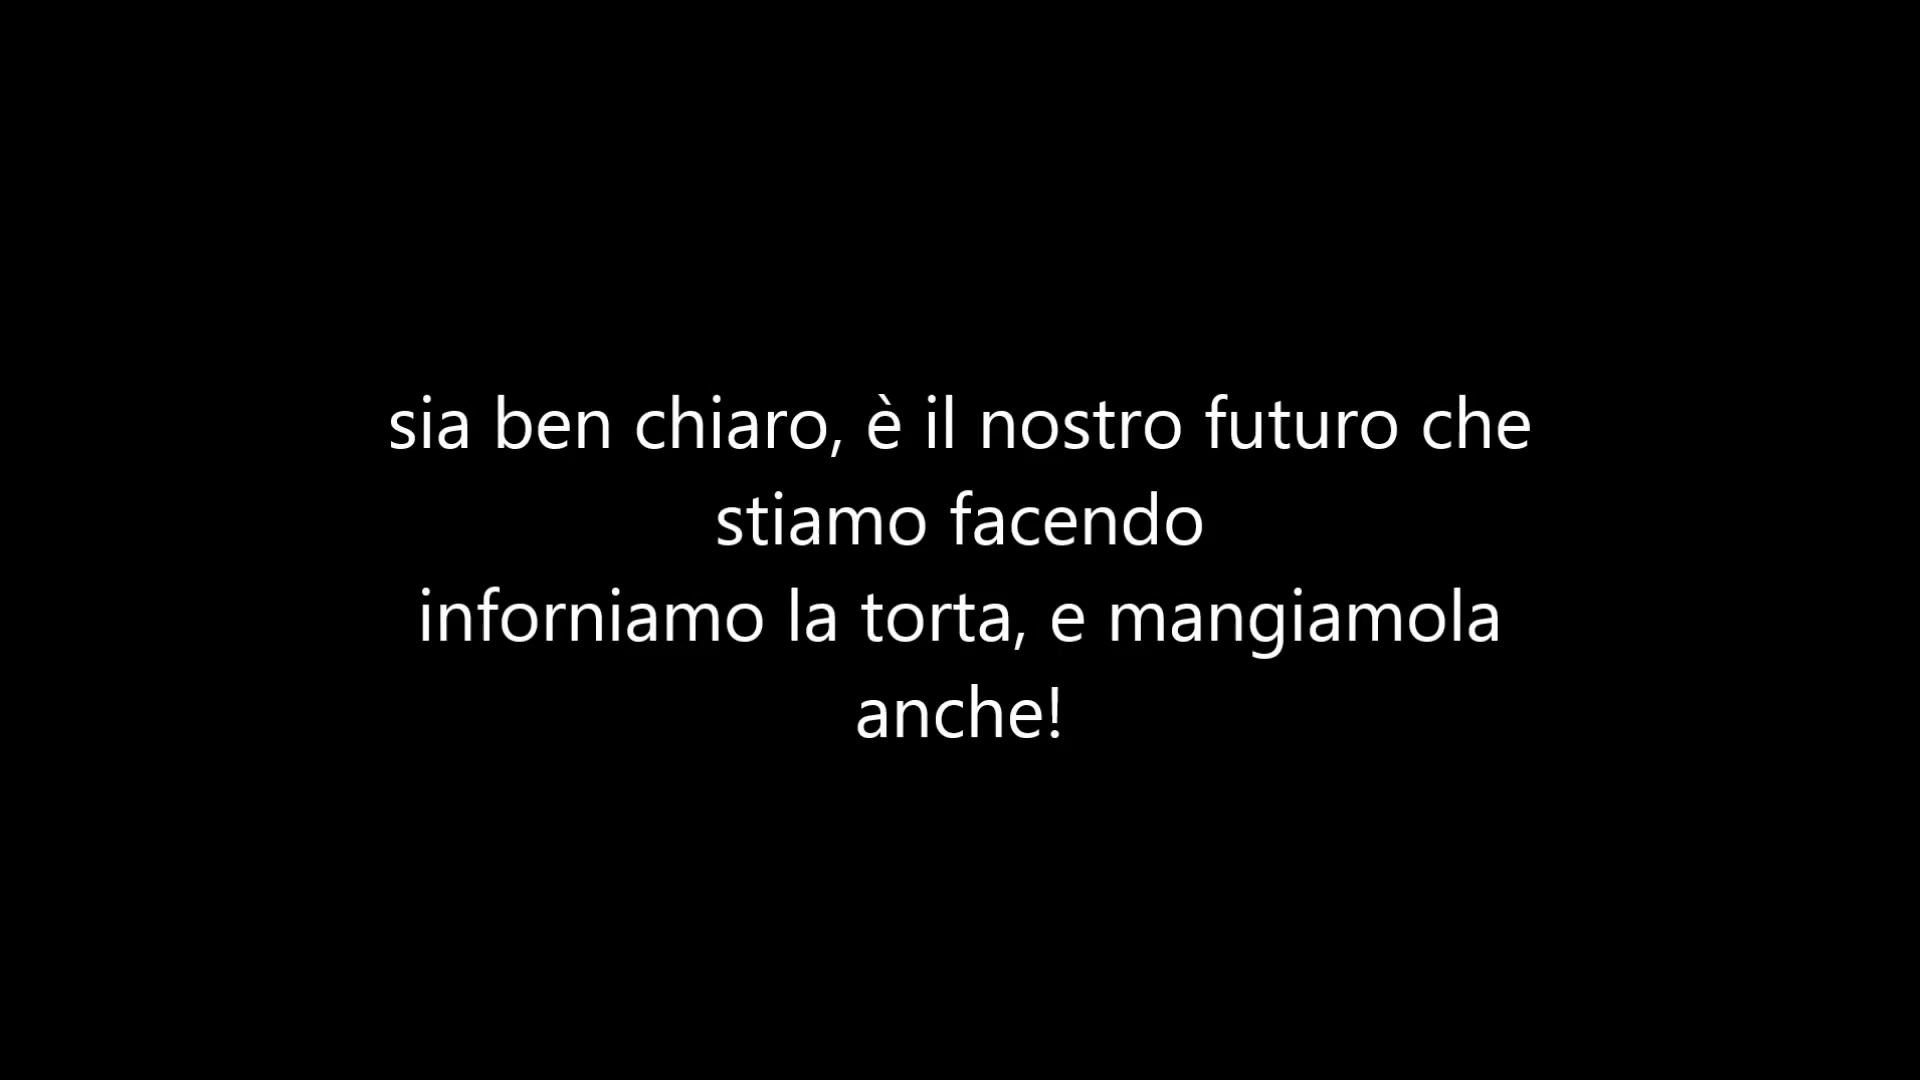 sia ben chiaro, è il nostro futuro che
stiamo facendo
inforniamo la torta, e mangiamola
anche!